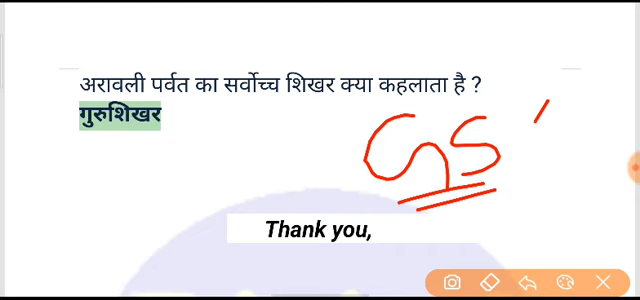 अरावली पर्वत का सर्वोच्च शिखर क्या कहलाता है ?
गुरुशिखर
GS
Thank you,